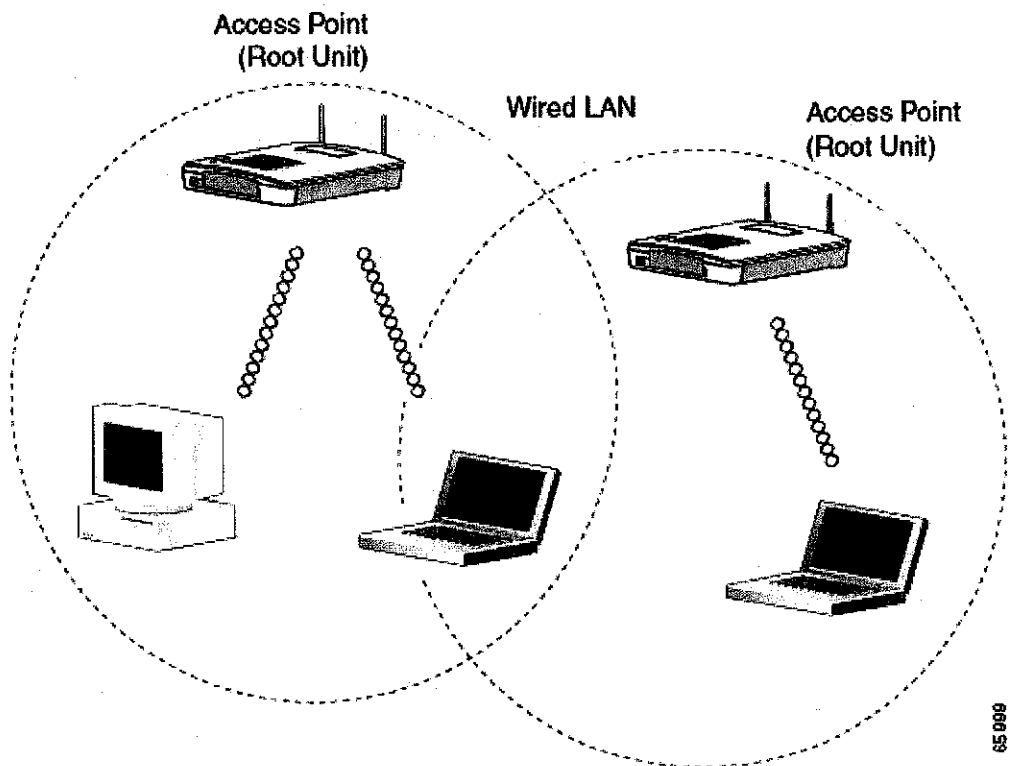 Access Point
(Root Unit)
Wired LAN
Access Point
(Root Unit)
65999